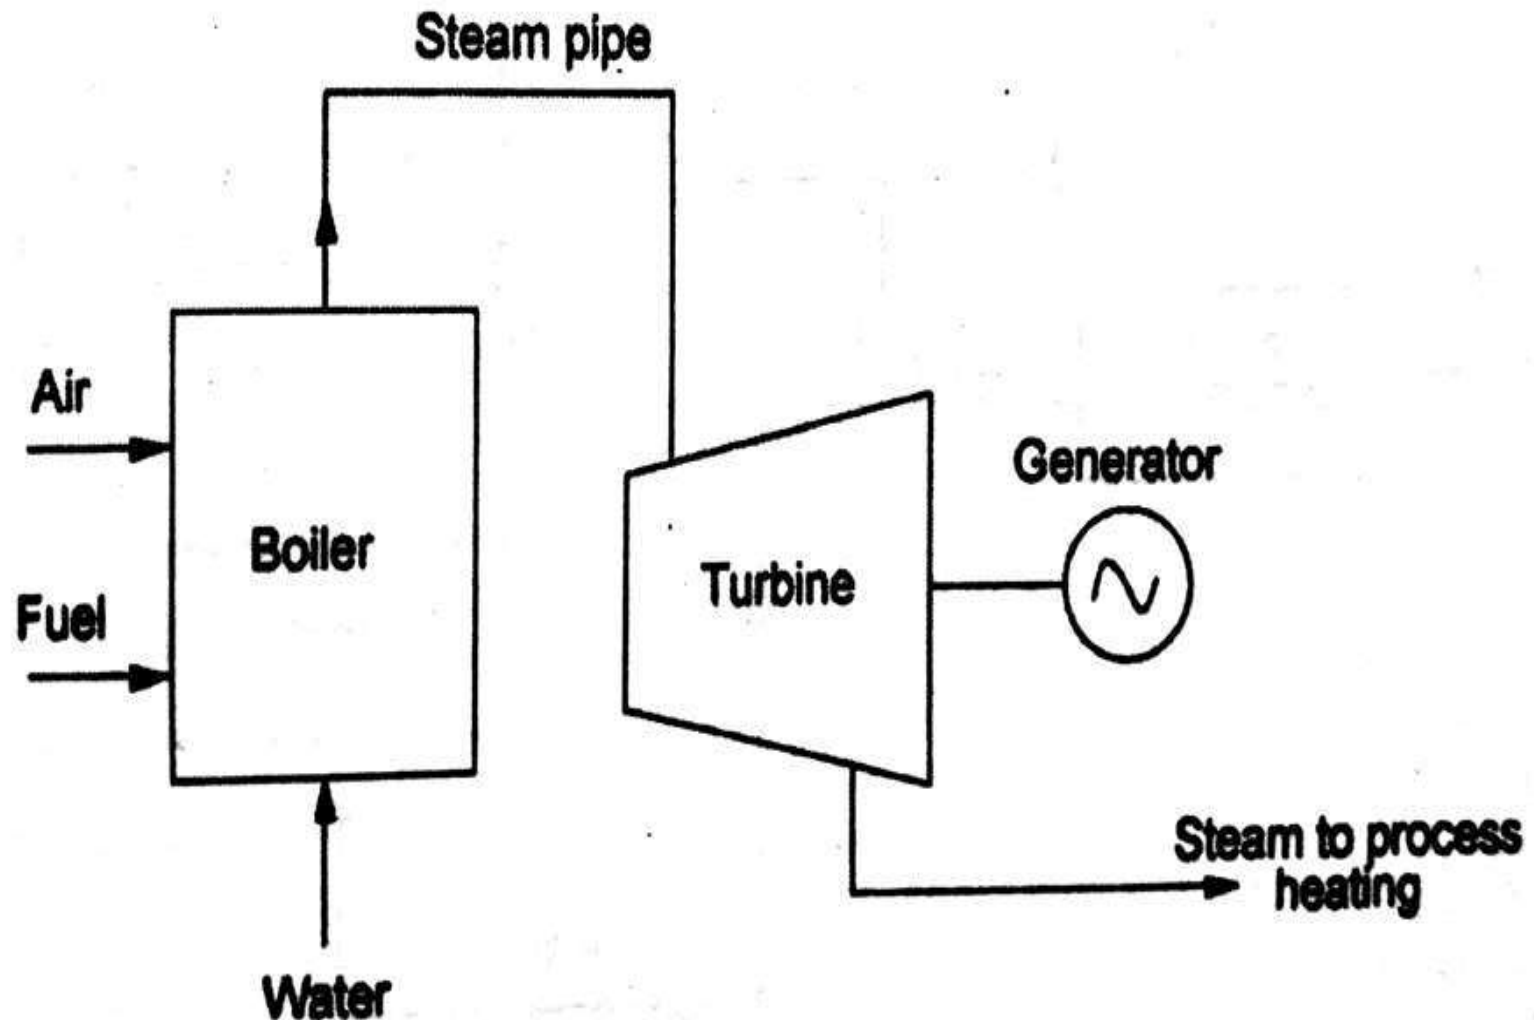 Steam pipe
Air
Boiler
Fuel
Generator
Turbine
Steam to process
heating
Water